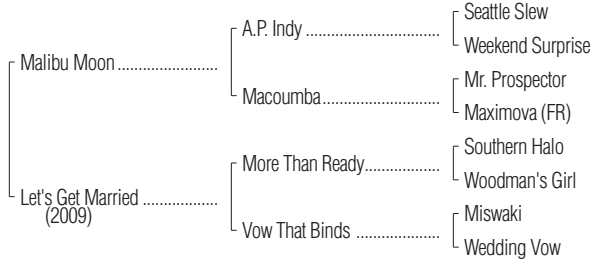 Seattle Slew
A.P. Indy ........................
Weekend Surprise
Malibu Moon ........................
Mr. Prospector
Macoumba........................
Maximova (FR)
Southern Halo
More Than Ready...............
Woodman's Girl
Let's Get Married .................
(2009)
Miswaki
Vow That Binds .................
Wedding Vow